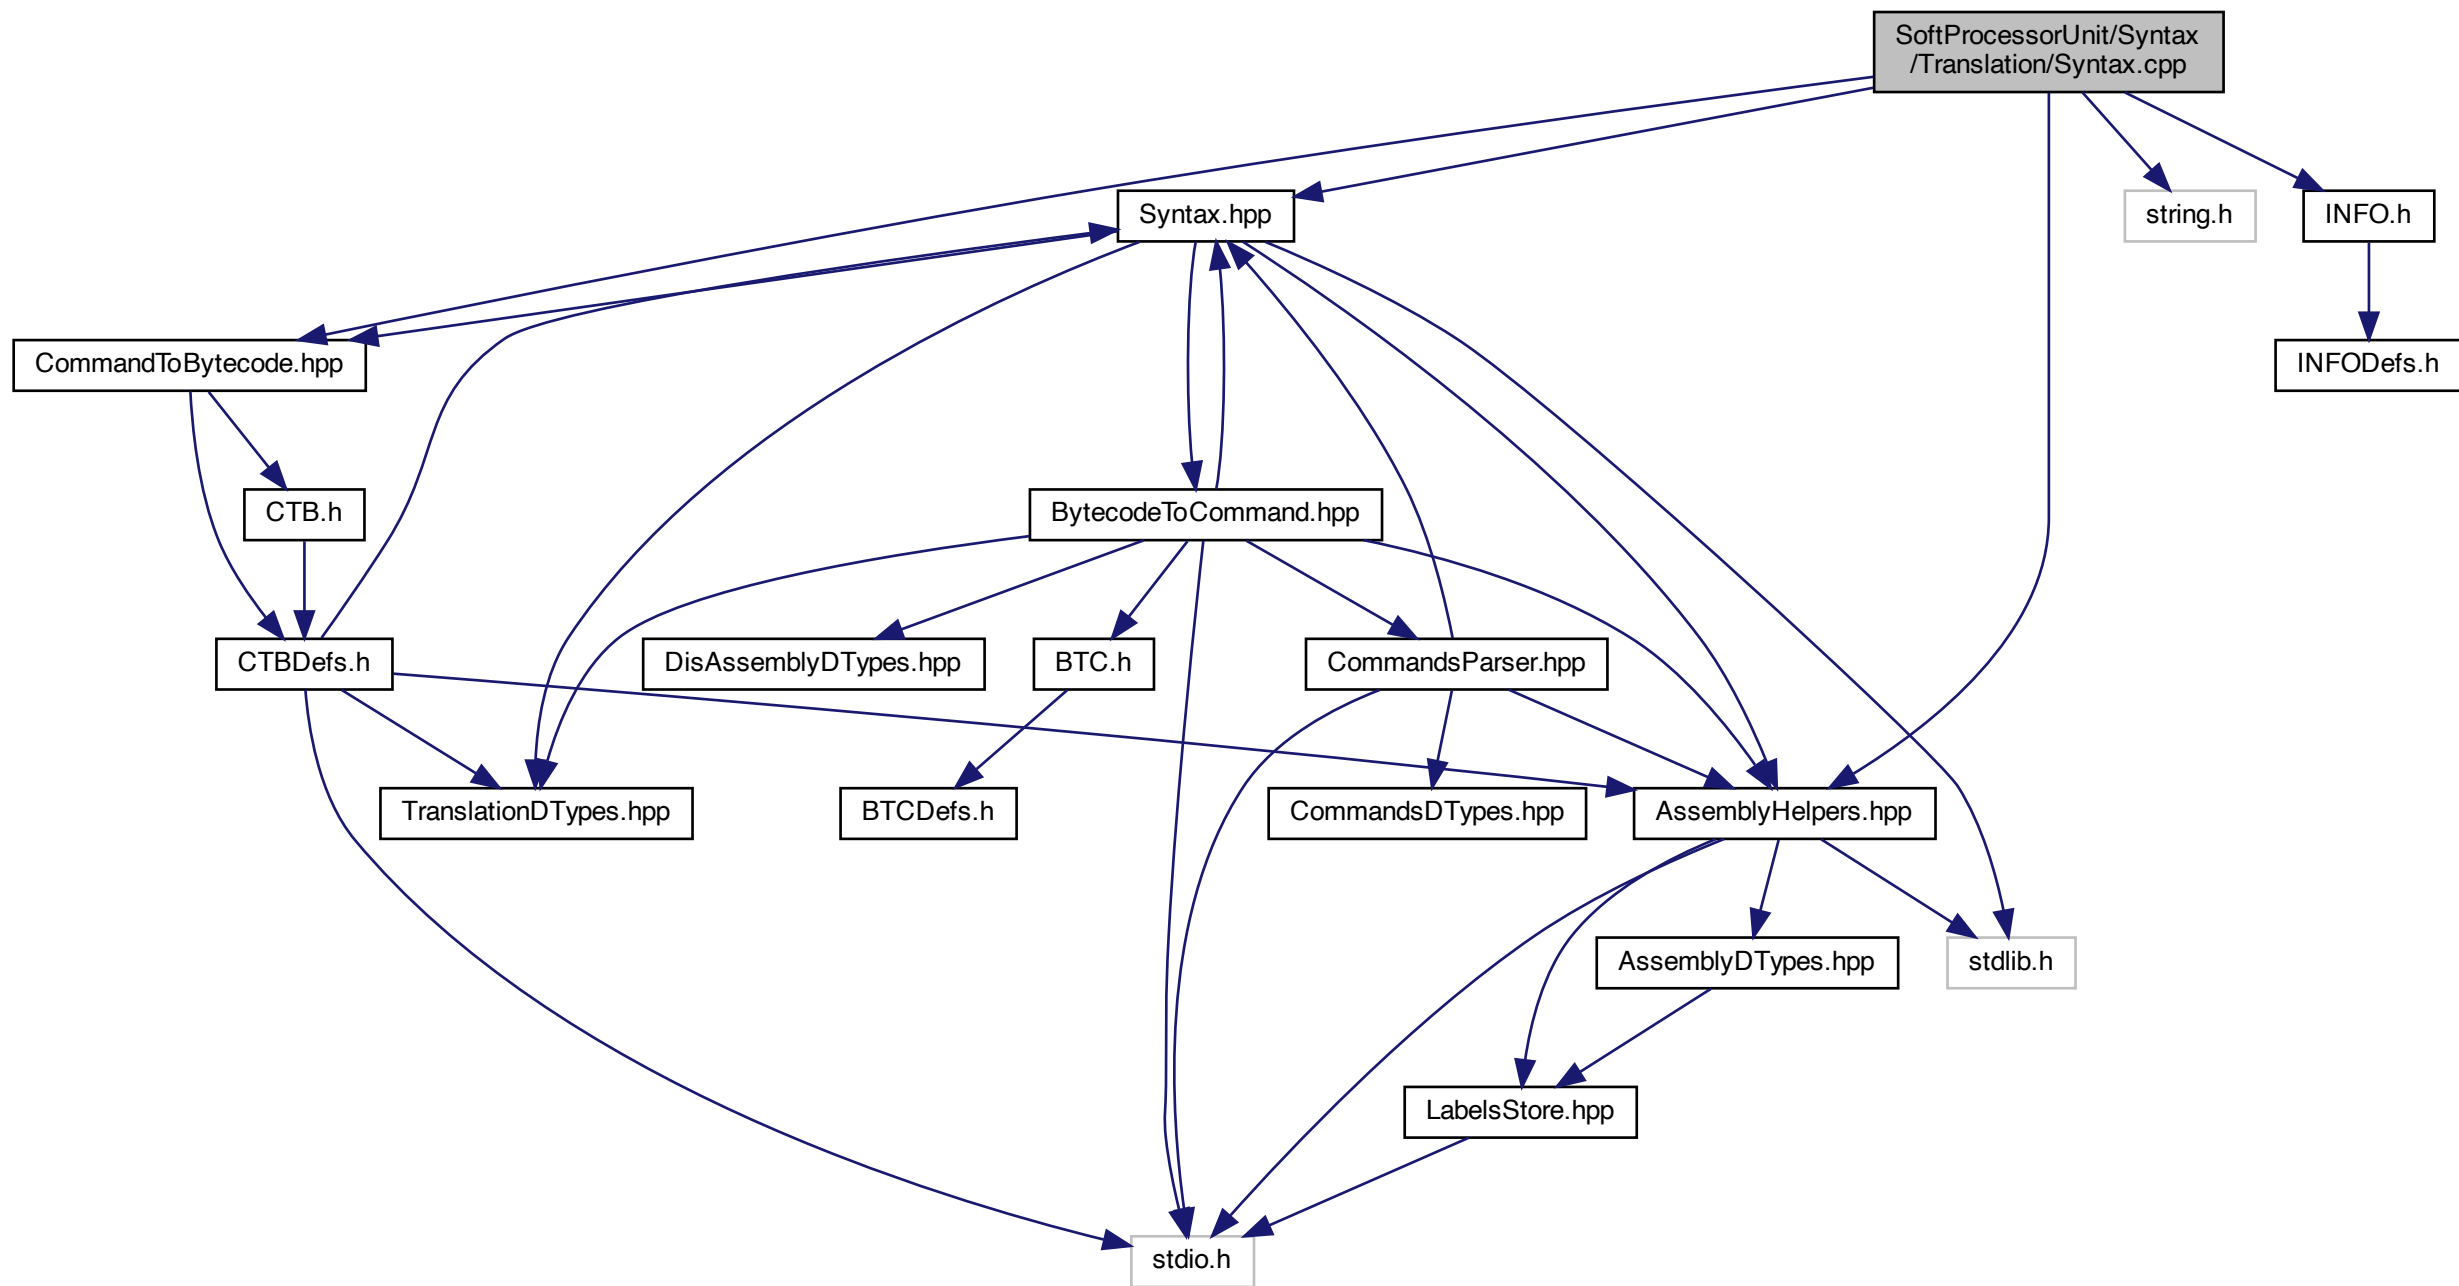 SoftProcessorUnit/Syntax
/Translation/Syntax.cpp
Syntax.hpp
string.h
INFO.h
CommandToBytecode.hpp
INFODefs.h
CTB.h
BytecodeToCommand.hpp
CTBDefs.h
DisAssemblyDTypes.hpp
BTC.h
CommandsParser.hpp
TranslationDTypes.hpp
BTCDefs.h
CommandsDTypes.hpp
AssemblyHelpers.hpp
AssemblyDTypes.hpp
stdlib.h
LabelsStore.hpp
stdio.h